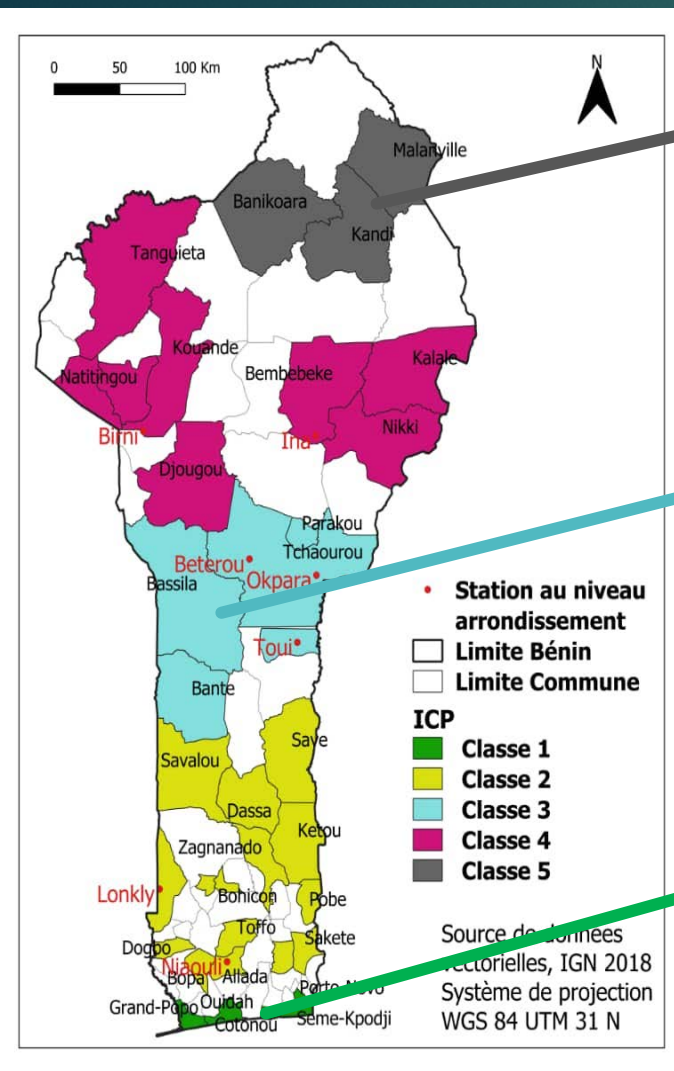 0 50 100 Km
N
Malanville
Banikoara
Kandi
Tanguieta
Kouande
Kalale
Natitingou
Bembebeke
Nikki
Birni
Ina
Djougou
Parakou
Tchaourou
Beterou
Bassila
Okpara
Toui
Bante
Save
Savalou
Dassa
Ketou
Zagnanado
Lonkly
Bohicon
Pobe
Toffo
Sakete
Dogbo
Niaouli
Bopa
Allada
Porto-Novo
Grand-Popo
Ouidah
Cotonou
Seme-Kpodji
Station au niveau
arrondissement
Limite Bénin
Limite Commune
ICP
Classe 1
Classe 2
Classe 3
Classe 4
Classe 5
Source de données
vectorielles, IGN 2018
Système de projection
WGS 84 UTM 31 N